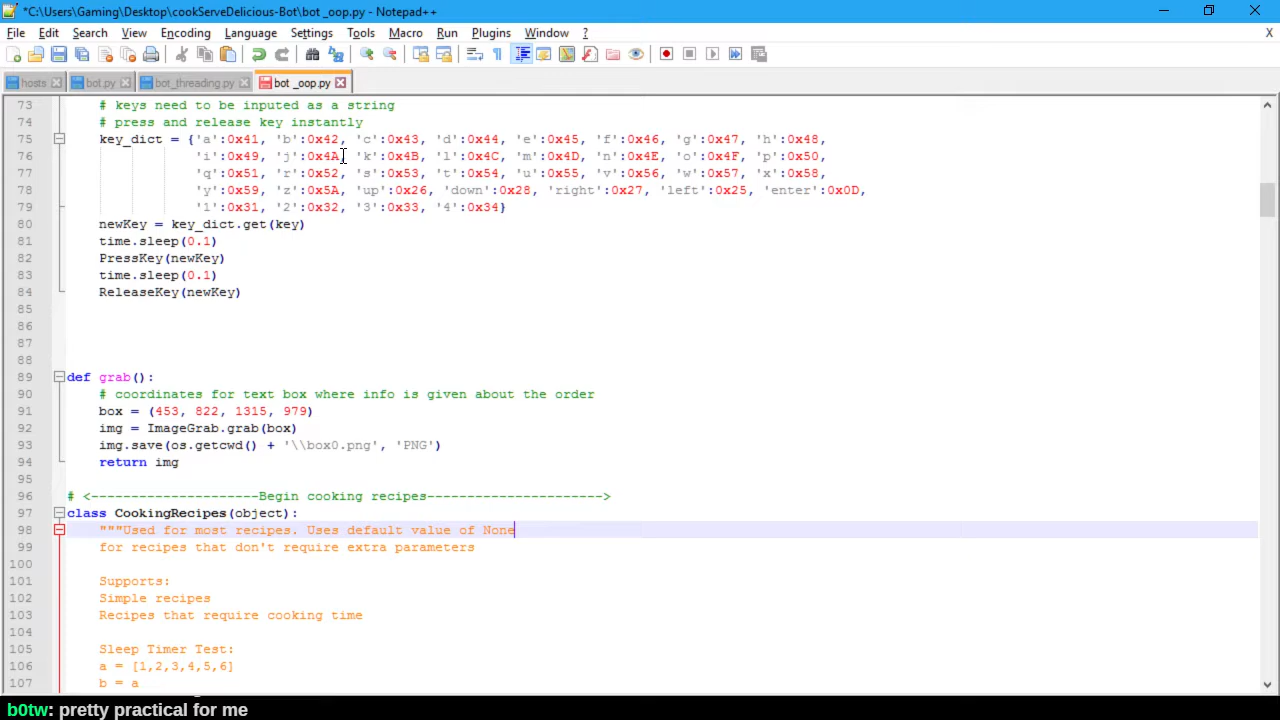 *C:\Users\Gaming\Desktop\cookServeDelicious-Bot\bot _oop.py - Notepad++
File Edit Search View Encoding Language Settings Tools Macro Run Plugins Window ? X
hosts bot.py bot_threading.py bot _oop.py
73 # keys need to be inputed as a string
74 # press and release key instantly
75 key_dict = {'a':0x41, 'b':0x42, 'c':0x43, 'd':0x44, 'e':0x45, 'f':0x46, 'g':0x47, 'h':0x48,
76 'i':0x49, 'j':0x4A, 'k':0x4B, 'l':0x4C, 'm':0x4D, 'n':0x4E, 'o':0x4F, 'p':0x50,
77 'q':0x51, 'r':0x52, 's':0x53, 't':0x54, 'u':0x55, 'v':0x56, 'w':0x57, 'x':0x58,
78 'y':0x59, 'z':0x5A, 'up':0x26, 'down':0x28, 'right':0x27, 'left':0x25, 'enter':0x0D,
79 '1':0x31, '2':0x32, '3':0x33, '4':0x34}
80 newKey = key_dict.get(key)
81 time.sleep(0.1)
82 PressKey(newKey)
83 time.sleep(0.1)
84 ReleaseKey(newKey)
85
86
87
88
89 def grab():
90 # coordinates for text box where info is given about the order
91 box = (453, 822, 1315, 979)
92 img = ImageGrab.grab(box)
93 img.save(os.getcwd() + '\\box0.png', 'PNG')
94 return img
95
96 # <---------------------Begin cooking recipes---------------------->
97 class CookingRecipes(object):
98 """Used for most recipes. Uses default value of None
99 for recipes that don't require extra parameters
100
101 Supports:
102 Simple recipes
103 Recipes that require cooking time
104
105 Sleep Timer Test:
106 a = [1,2,3,4,5,6]
107 b = a
b0tw: pretty practical for me